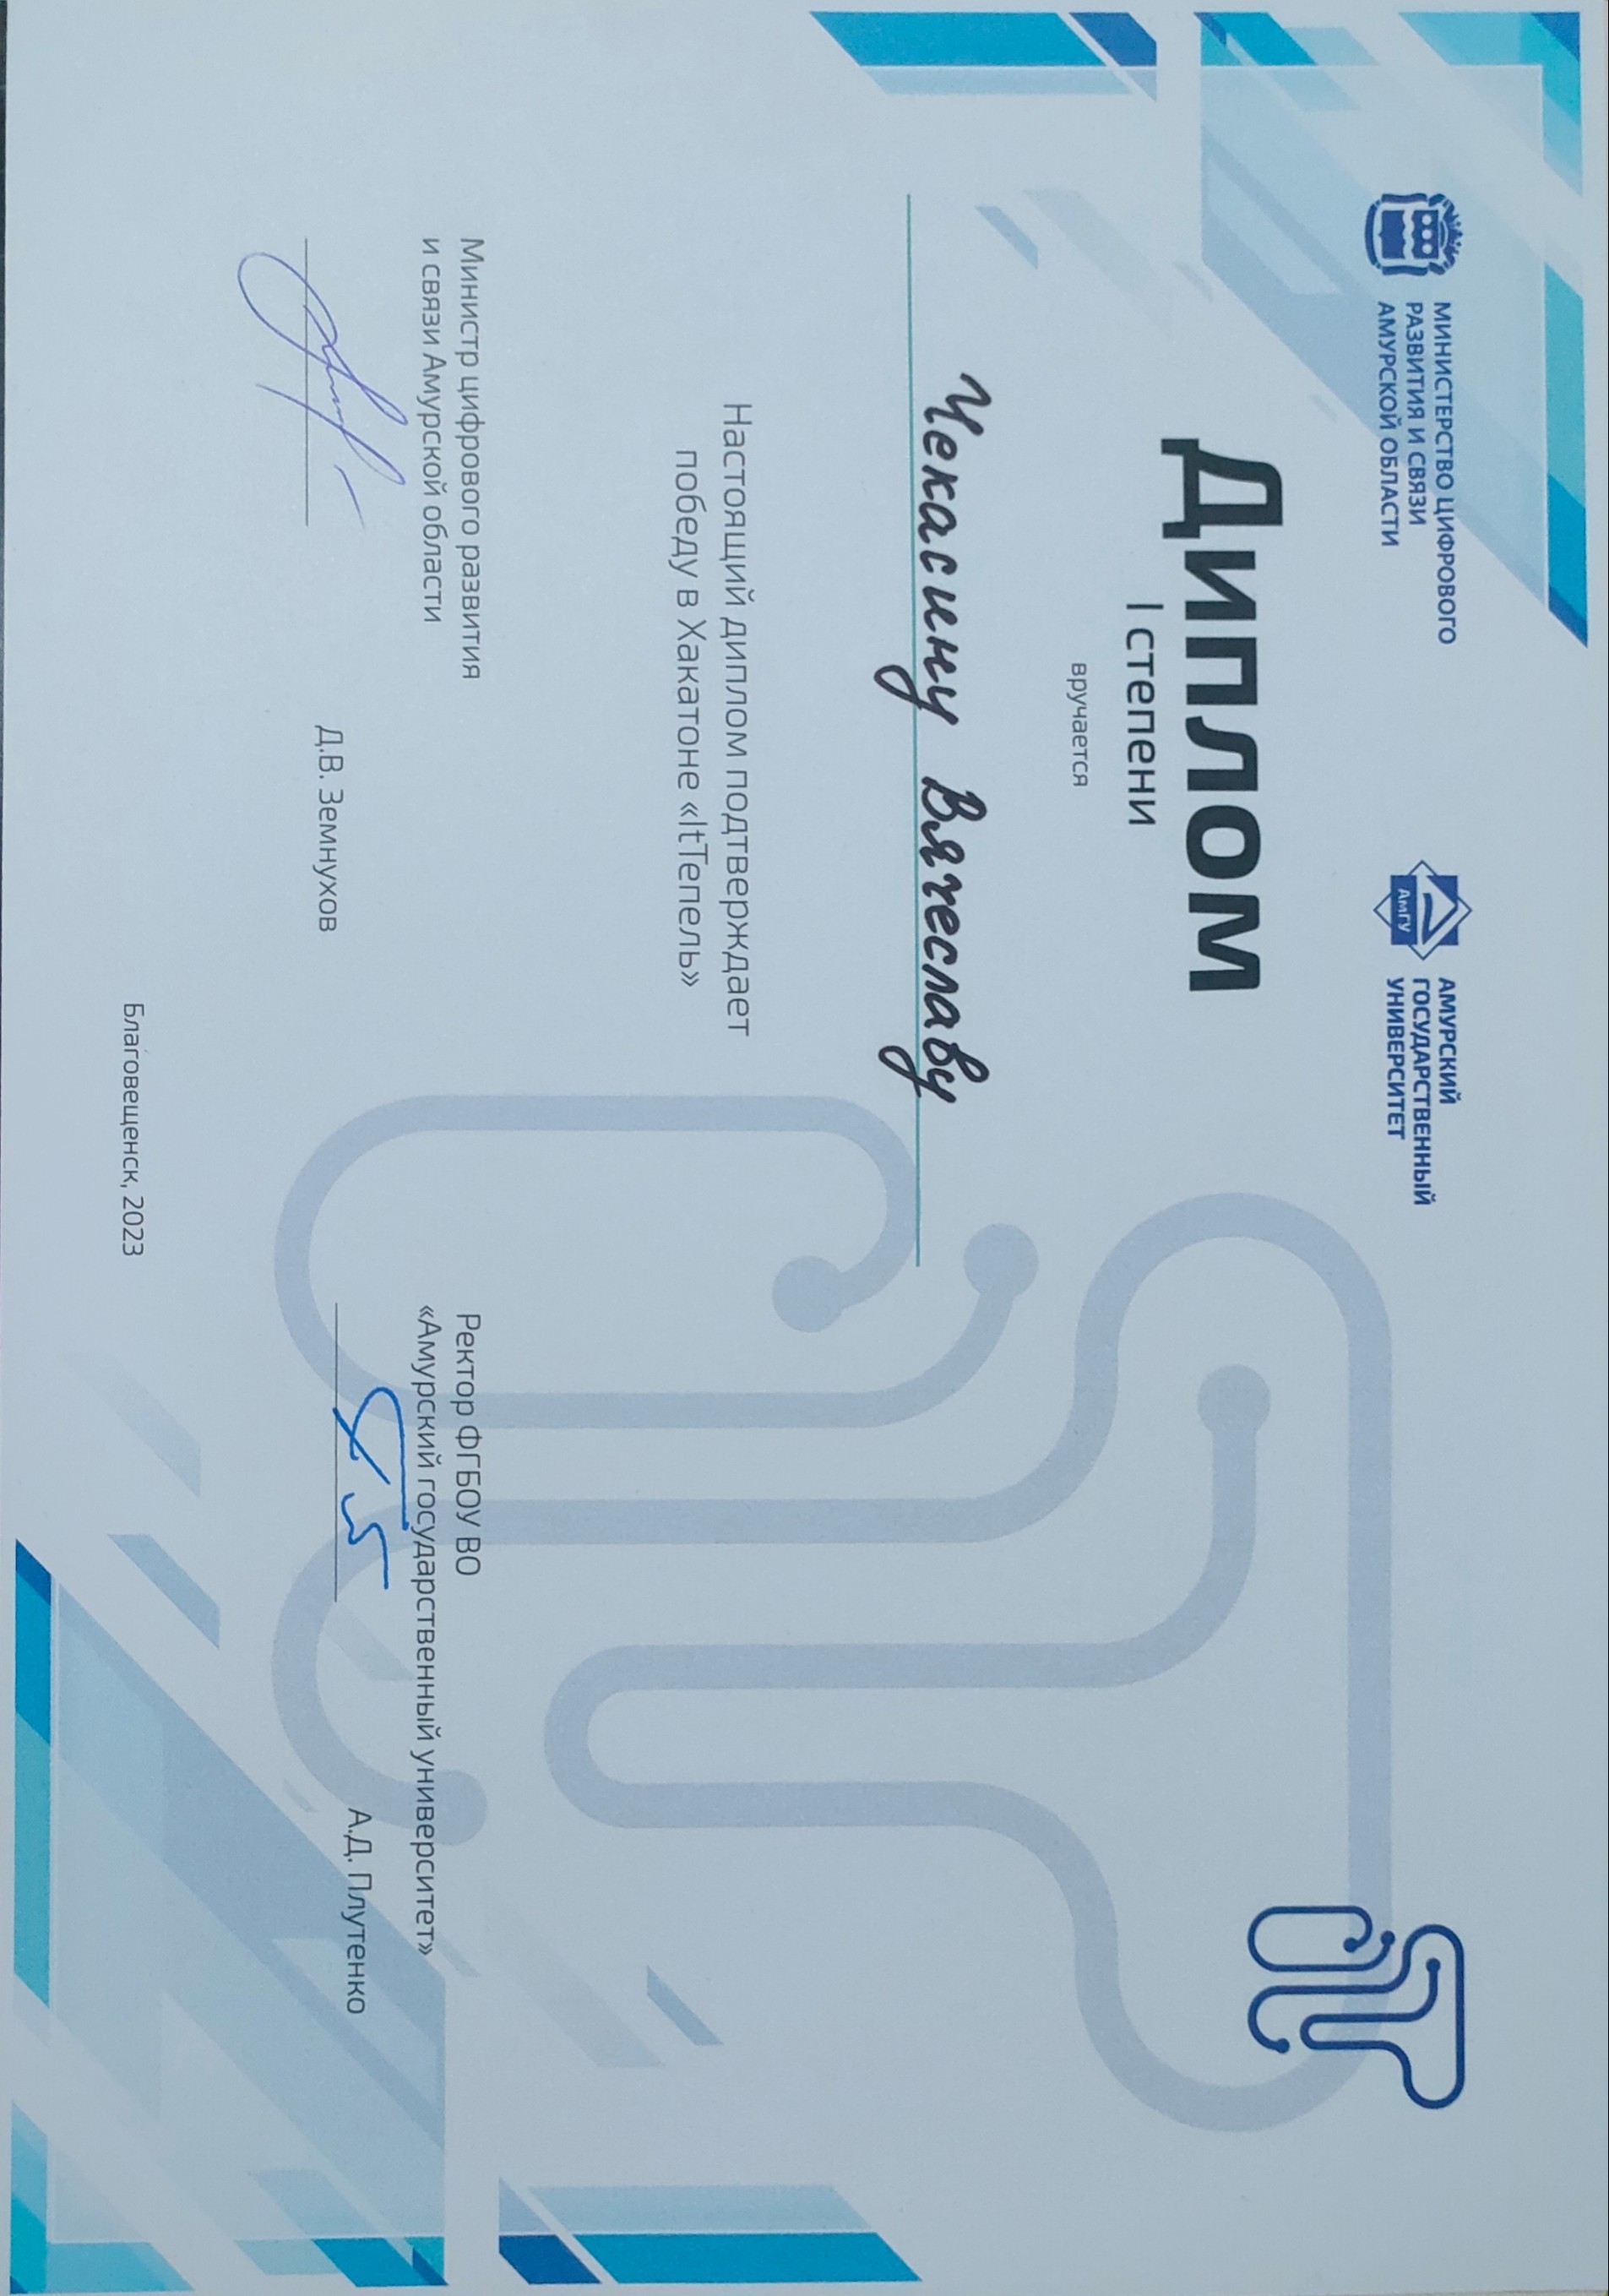 МИНИСТЕРСТВО ЦИФРОВОГО
РАЗВИТИЯ И СВЯЗИ
АМУРСКОЙ ОБЛАСТИ
АмГУ
АМУРСКИЙ
ГОСУДАРСТВЕННЫЙ
УНИВЕРСИТЕТ
Диплом
I степени
вручается
Чекасину Вячеславу
Настоящий диплом подтверждает
победу в Хакатоне «ItТепель»
Министр цифрового развития
и связи Амурской области
Д.В. Земнухов
Ректор ФГБОУ ВО
«Амурский государственный университет»
А.Д. Плутенко
Благовещенск, 2023